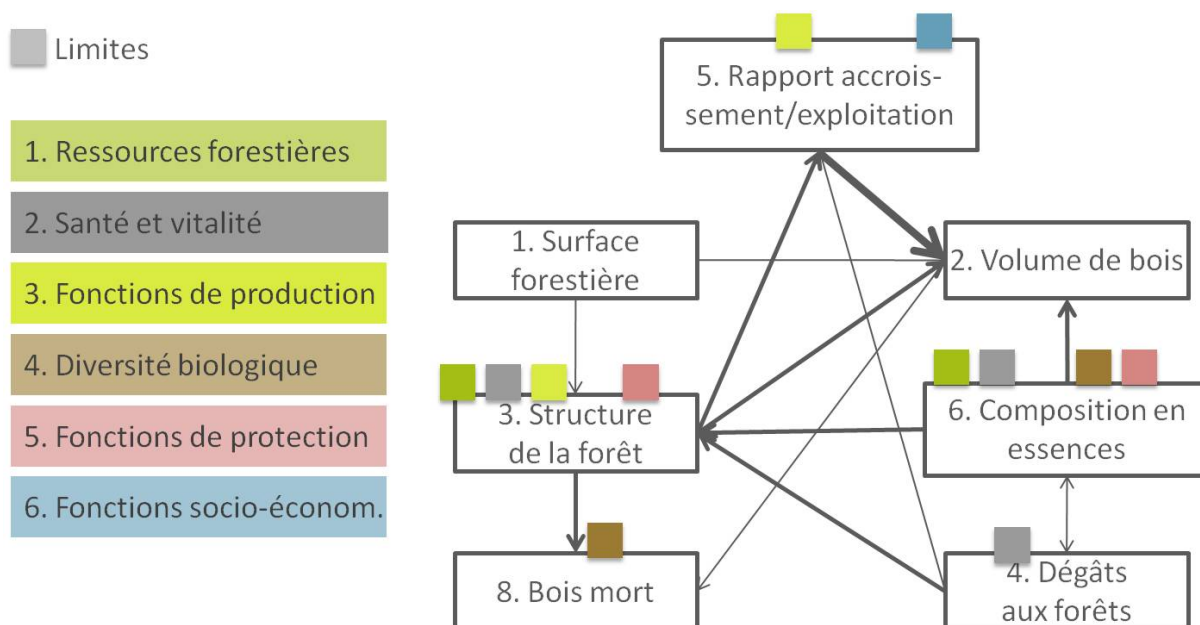 Limites
1. Ressources forestières
2. Santé et vitalité
3. Fonctions de production
4. Diversité biologique
5. Fonctions de protection
6. Fonctions socio-économ.
5. Rapport accrois-
sement/exploitation
1. Surface
forestière
2. Volume de bois
3. Structure
de la forêt
6. Composition en
essences
8. Bois mort
4. Dégâts
aux forêts